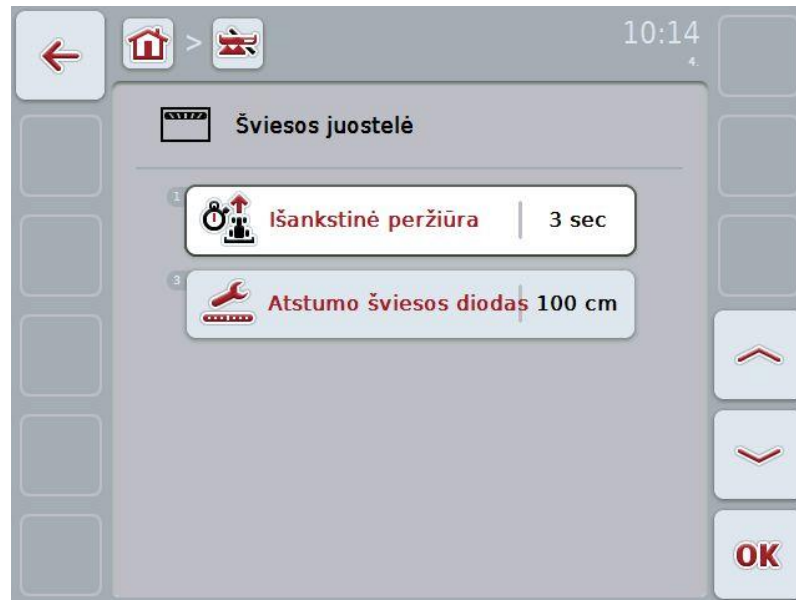 >
10:14
4.
Šviesos juostelė
1
Išankstinė peržiūra 3 sec
3
Atstumo šviesos diodas 100 cm
OK